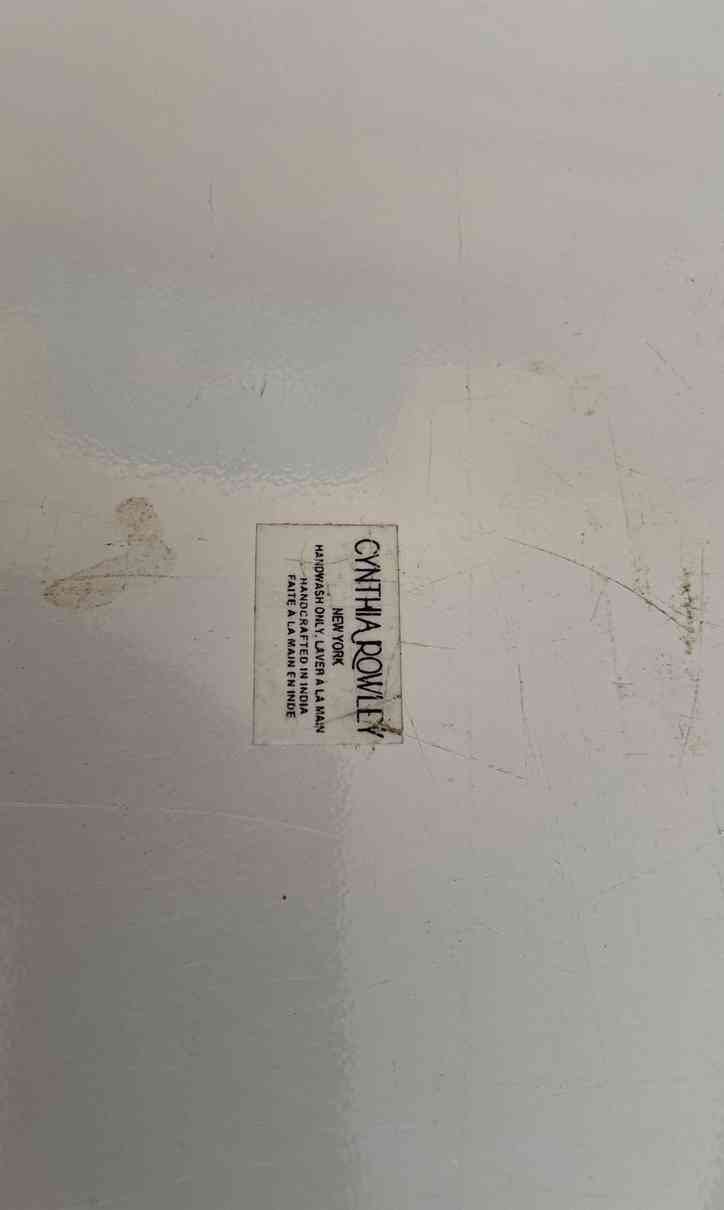 CYNTHIA ROWLEY
NEW YORK
HANDWASH ONLY, LAVER À LA MAIN
HANDCRAFTED IN INDIA
FAITE À LA MAIN EN INDE